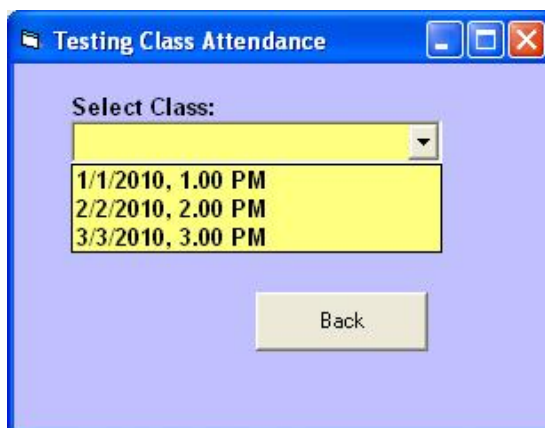 Testing Class Attendance
Select Class:
1/1/2010, 1.00 PM
2/2/2010, 2.00 PM
3/3/2010, 3.00 PM
Back